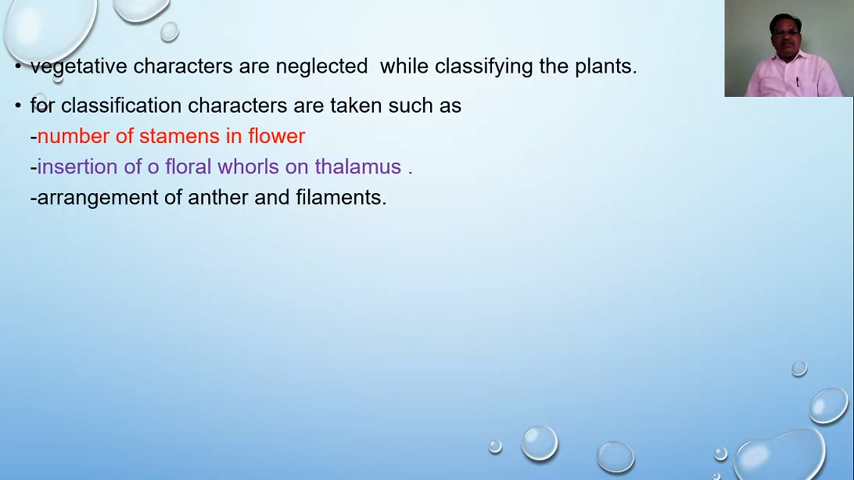 • vegetative characters are neglected while classifying the plants.
• for classification characters are taken such as
-number of stamens in flower
-insertion of o floral whorls on thalamus .
-arrangement of anther and filaments.